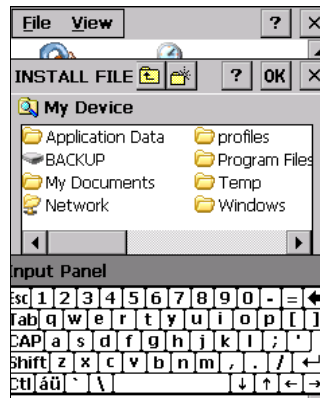 File View ? ×
INSTALL FILE ? OK ×
My Device
Application Data profiles
BACKUP Program Files
My Documents Temp
Network Windows
Input Panel
Esc 1 2 3 4 5 6 7 8 9 0 - =
Tab q w e r t y u i o p [ ]
CAP a s d f g h j k l ; '
Shift z x c v b n m , . /
Ctl áü ` \